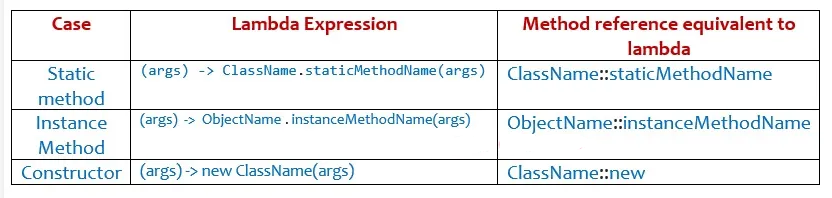 Case Lambda Expression Method reference equivalent to
lambda
Static (args) -> ClassName.staticMethodName(args) ClassName::staticMethodName
method
Instance (args) -> ObjectName.instanceMethodName(args) ObjectName::instanceMethodName
Method
Constructor (args) -> new ClassName(args) ClassName::new